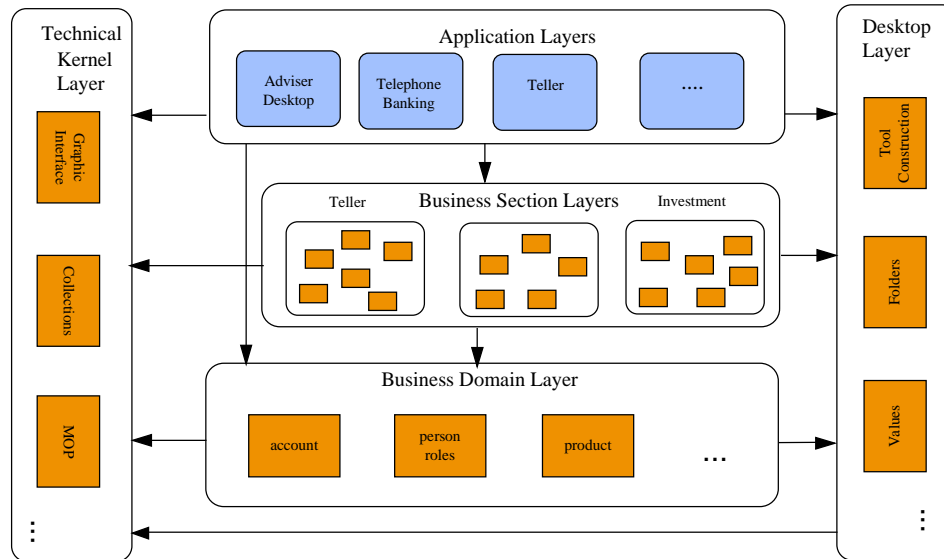 Technical
Kernel
Layer
Graphic
Interface
Collections
MOP
...
Application Layers
Adviser
Desktop
Telephone
Banking
Teller
....
Business Section Layers
Teller
Investment
Business Domain Layer
account
person
roles
product
...
Desktop
Layer
Tool
Construction
Folders
Values
...